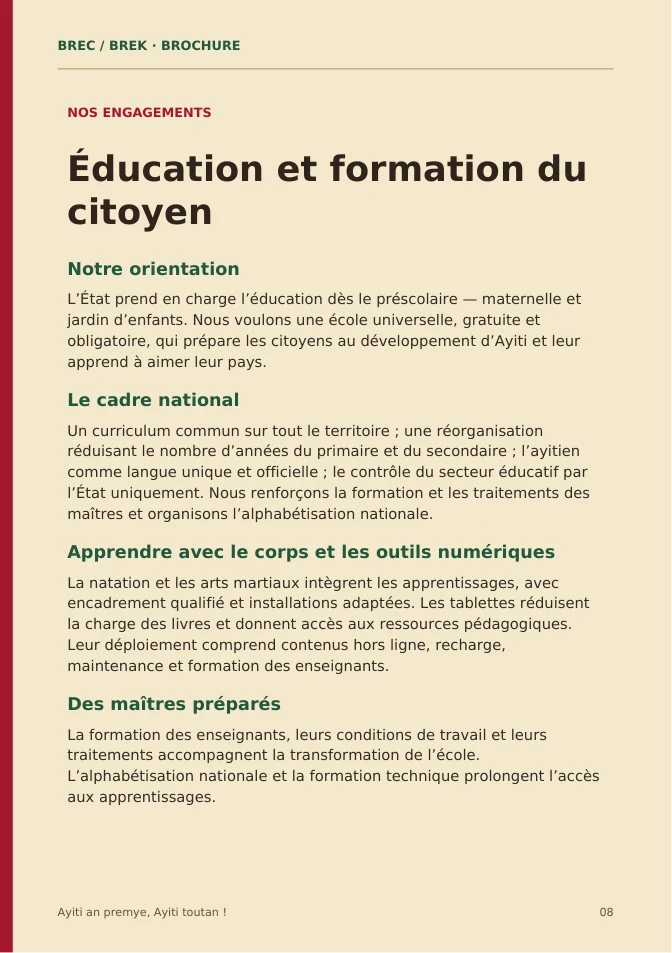 BREC / BREK · BROCHURE
NOS ENGAGEMENTS
Éducation et formation du
citoyen
Notre orientation
L’État prend en charge l’éducation dès le préscolaire — maternelle et
jardin d’enfants. Nous voulons une école universelle, gratuite et
obligatoire, qui prépare les citoyens au développement d’Ayiti et leur
apprend à aimer leur pays.
Le cadre national
Un curriculum commun sur tout le territoire ; une réorganisation
réduisant le nombre d’années du primaire et du secondaire ; l’ayitien
comme langue unique et officielle ; le contrôle du secteur éducatif par
l’État uniquement. Nous renforçons la formation et les traitements des
maîtres et organisons l’alphabétisation nationale.
Apprendre avec le corps et les outils numériques
La natation et les arts martiaux intègrent les apprentissages, avec
encadrement qualifié et installations adaptées. Les tablettes réduisent
la charge des livres et donnent accès aux ressources pédagogiques.
Leur déploiement comprend contenus hors ligne, recharge,
maintenance et formation des enseignants.
Des maîtres préparés
La formation des enseignants, leurs conditions de travail et leurs
traitements accompagnent la transformation de l’école.
L’alphabétisation nationale et la formation technique prolongent l’accès
aux apprentissages.
Ayiti an premye, Ayiti toutan !
08